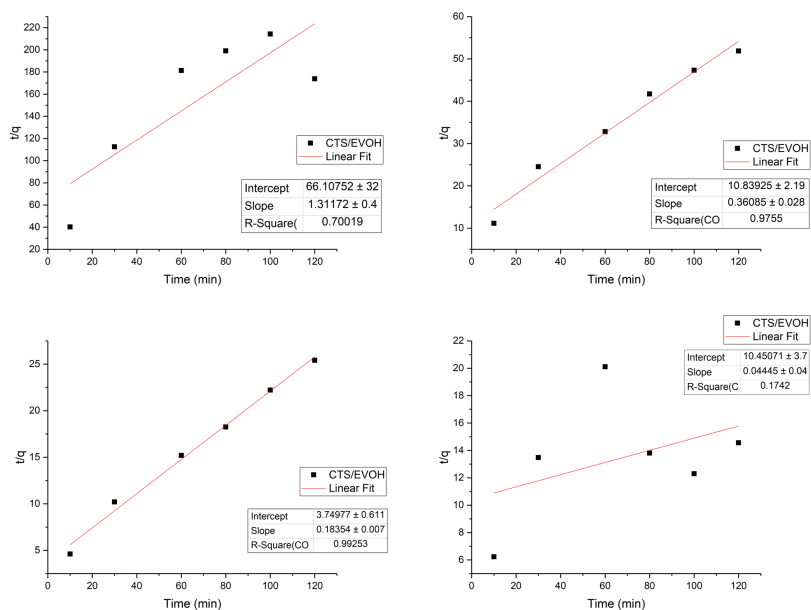 220
200
180
160
140
120
100
80
60
40
20
t/q
0 20 40 60 80 100 120
Time (min)
CTS/EVOH
Linear Fit
Intercept 66.10752 ± 32
Slope 1.31172 ± 0.4
R-Square( 0.70019
60
50
40
30
20
10
t/q
0 20 40 60 80 100 120
Time (min)
CTS/EVOH
Linear Fit
Intercept 10.83925 ± 2.19
Slope 0.36085 ± 0.028
R-Square(CO 0.9755
25
20
15
10
5
t/q
0 20 40 60 80 100 120
Time (min)
CTS/EVOH
Linear Fit
Intercept 3.74977 ± 0.611
Slope 0.18354 ± 0.007
R-Square(CO 0.99253
22
20
18
16
14
12
10
8
6
t/q
0 20 40 60 80 100 120
Time (min)
CTS/EVOH
Linear Fit
Intercept 10.45071 ± 3.7
Slope 0.04445 ± 0.04
R-Square(C 0.1742